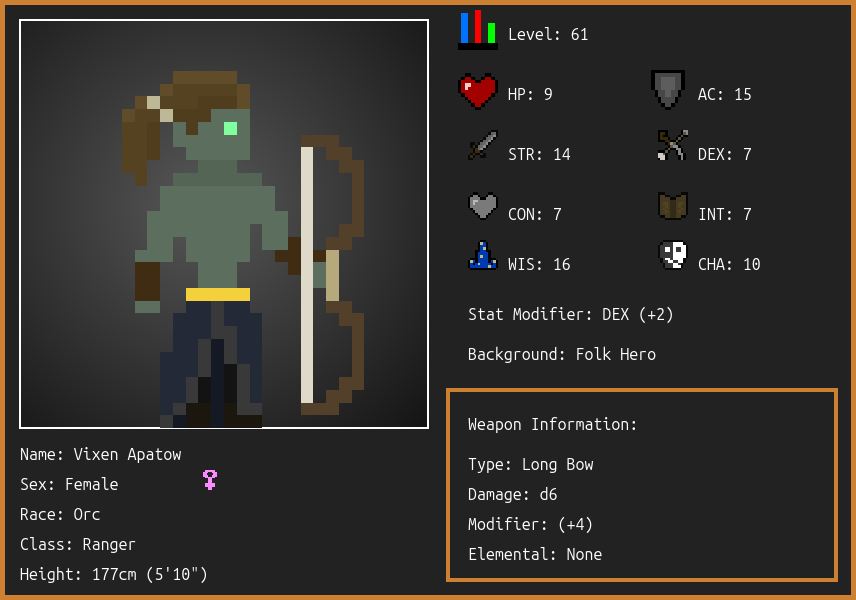 Level: 61
HP: 9
AC: 15
STR: 14
DEX: 7
CON: 7
INT: 7
WIS: 16
CHA: 10
Stat Modifier: DEX (+2)
Background: Folk Hero
Weapon Information:
Type: Long Bow
Damage: d6
Modifier: (+4)
Elemental: None
Name: Vixen Apatow
Sex: Female
Race: Orc
Class: Ranger
Height: 177cm (5'10")